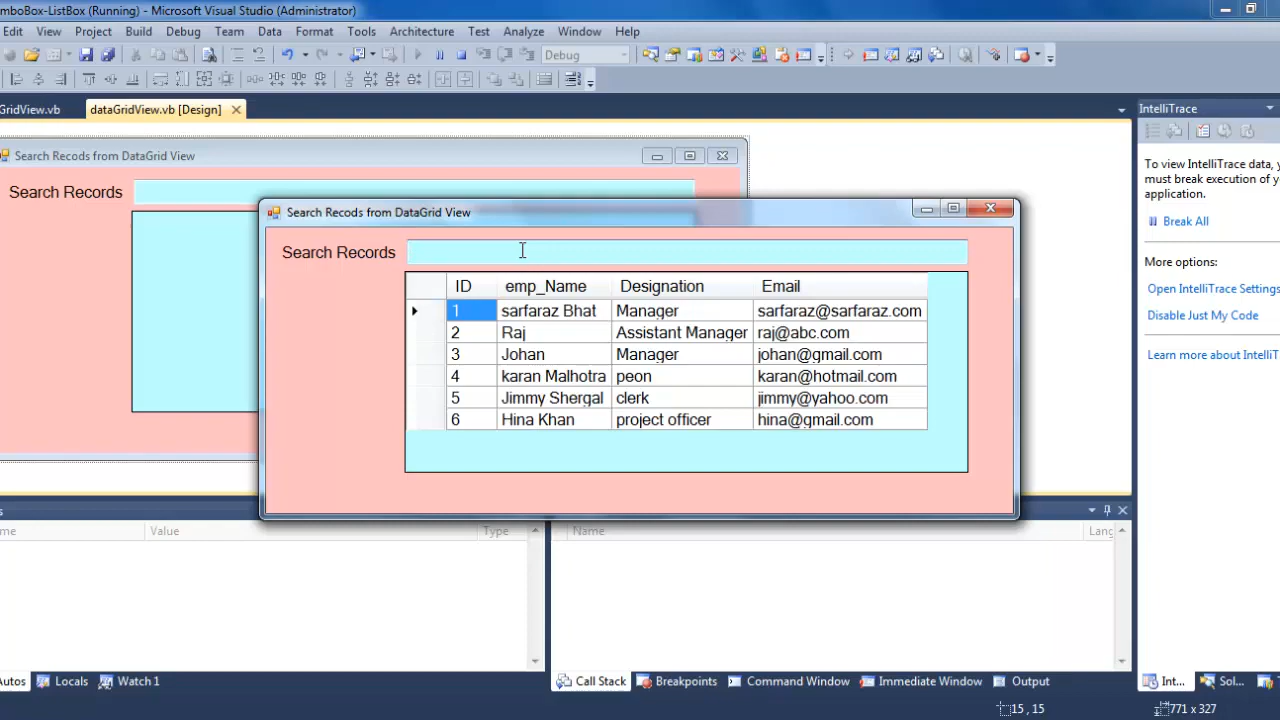 mboBox-ListBox (Running) - Microsoft Visual Studio (Administrator)
Edit View Project Build Debug Team Data Format Tools Architecture Test Analyze Window Help
Debug
GridView.vb dataGridView.vb [Design]
IntelliTrace
Search Recods from DataGrid View
Search Records
Search Recods from DataGrid View
Search Records
ID emp_Name Designation Email
1 sarfaraz Bhat Manager sarfaraz@sarfaraz.com
2 Raj Assistant Manager raj@abc.com
3 Johan Manager johan@gmail.com
4 karan Malhotra peon karan@hotmail.com
5 Jimmy Shergal clerk jimmy@yahoo.com
6 Hina Khan project officer hina@gmail.com
To view IntelliTrace data, y
must break execution of y
application.
Break All
More options:
Open IntelliTrace Settings
Disable Just My Code
Learn more about IntelliT
s
me Value Type
Name Lang
Autos Locals Watch 1
Call Stack Breakpoints Command Window Immediate Window Output
Int... Sol... T
15 , 15 771 x 327